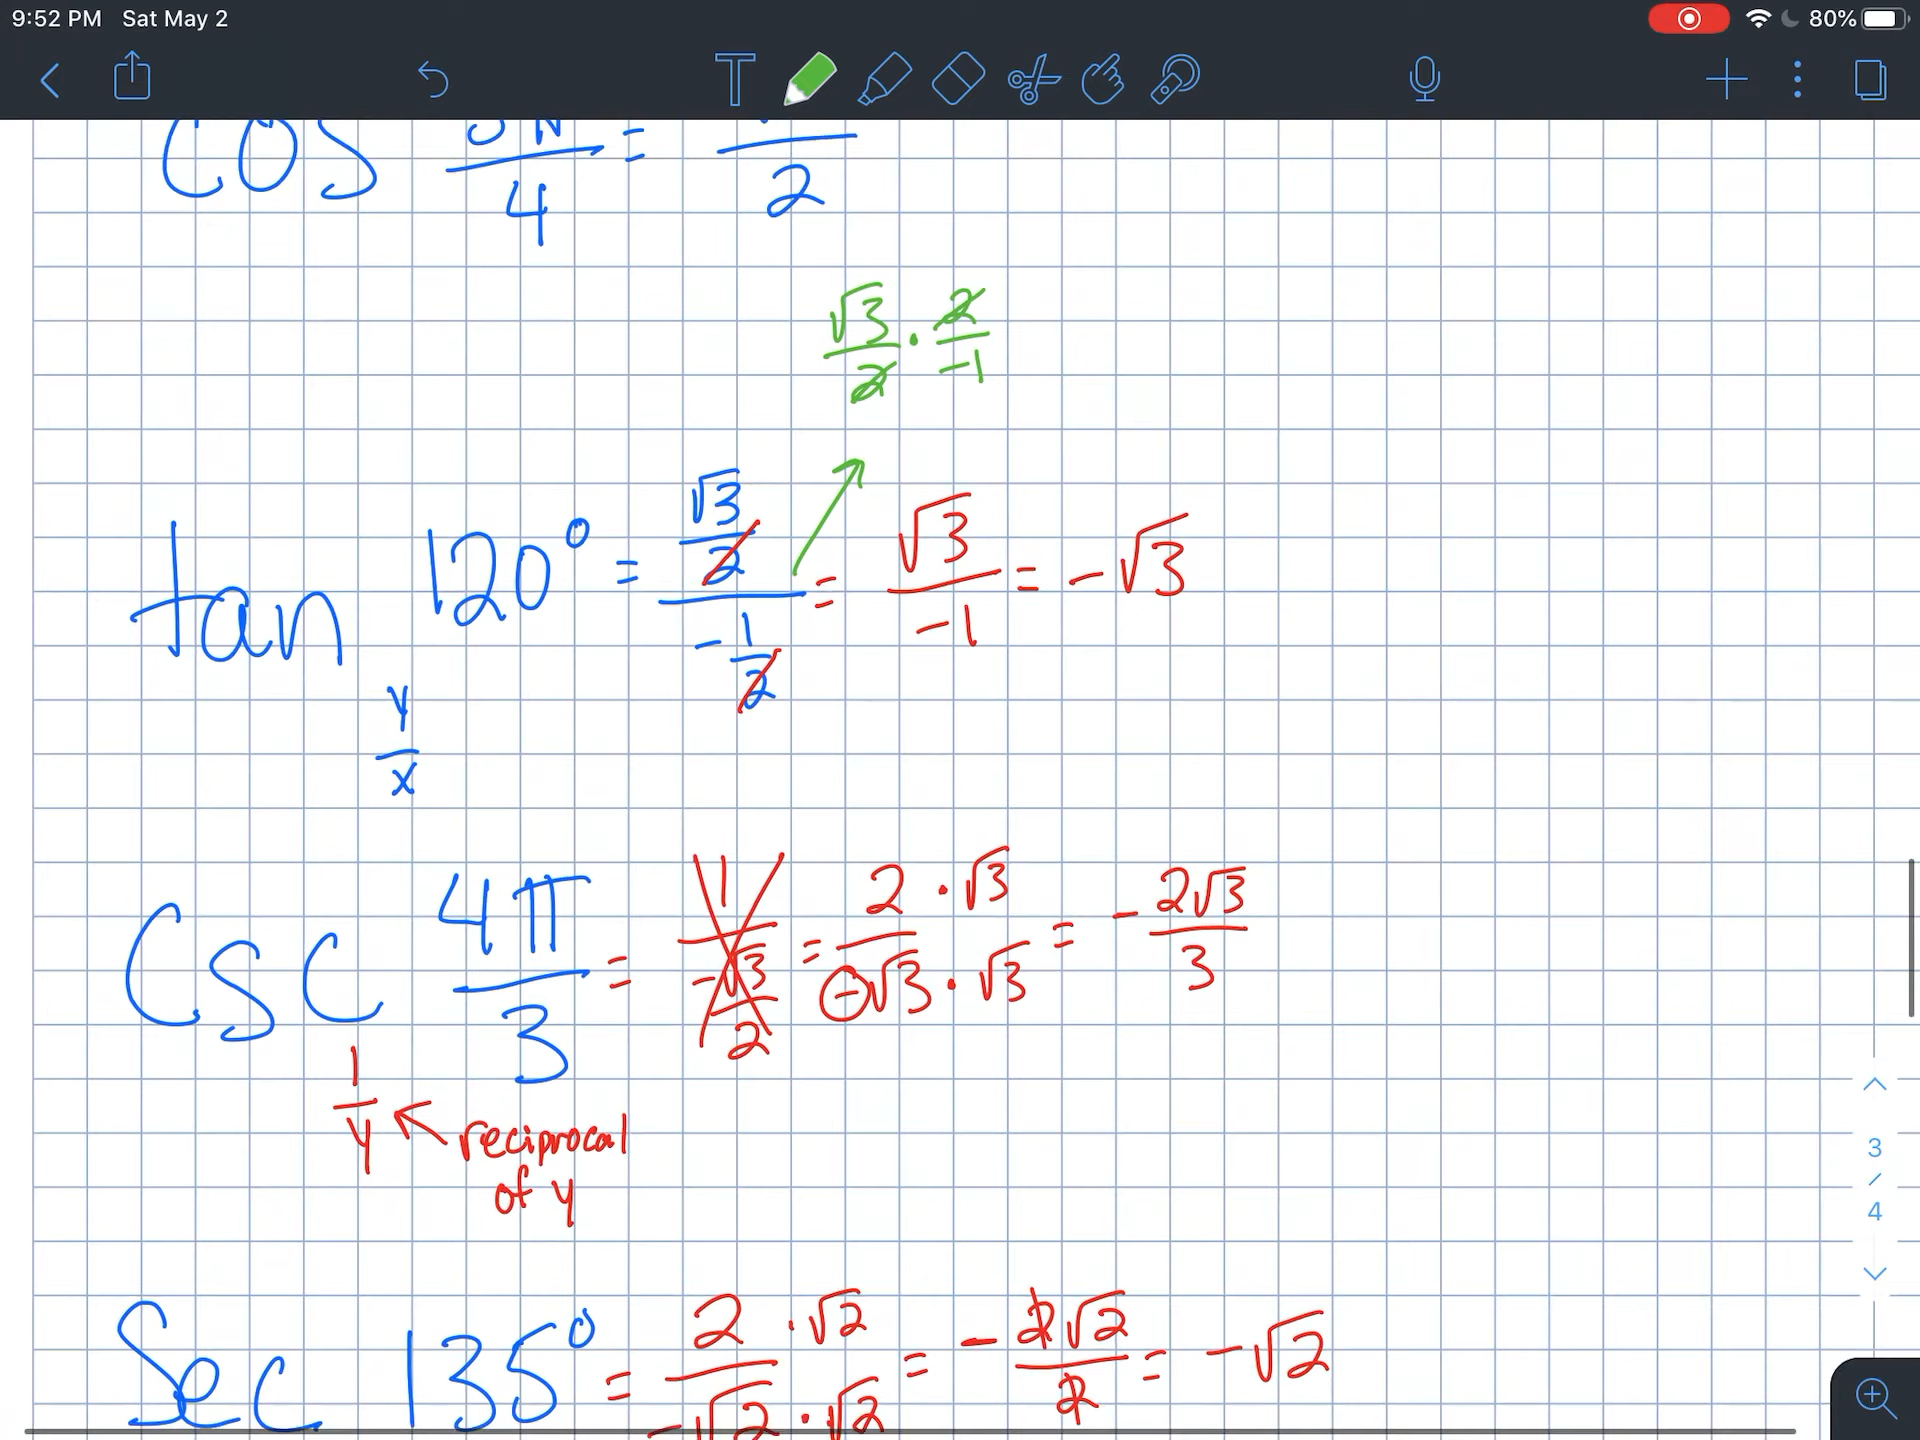 9:52 PM Sat May 2
80%
T
cos /4 = /2
√3/2 · 2/-1
tan 120° = (√3/2)/(-1/2) = √3/-1 = -√3
y/x
csc 4π/3 = 1/(-√3/2) = 2·√3/-√3·√3 = -2√3/3
1/y ← reciprocal
of y
3
/
4
sec 135° = 2·√2/-√2·√2 = -2√2/2 = -√2